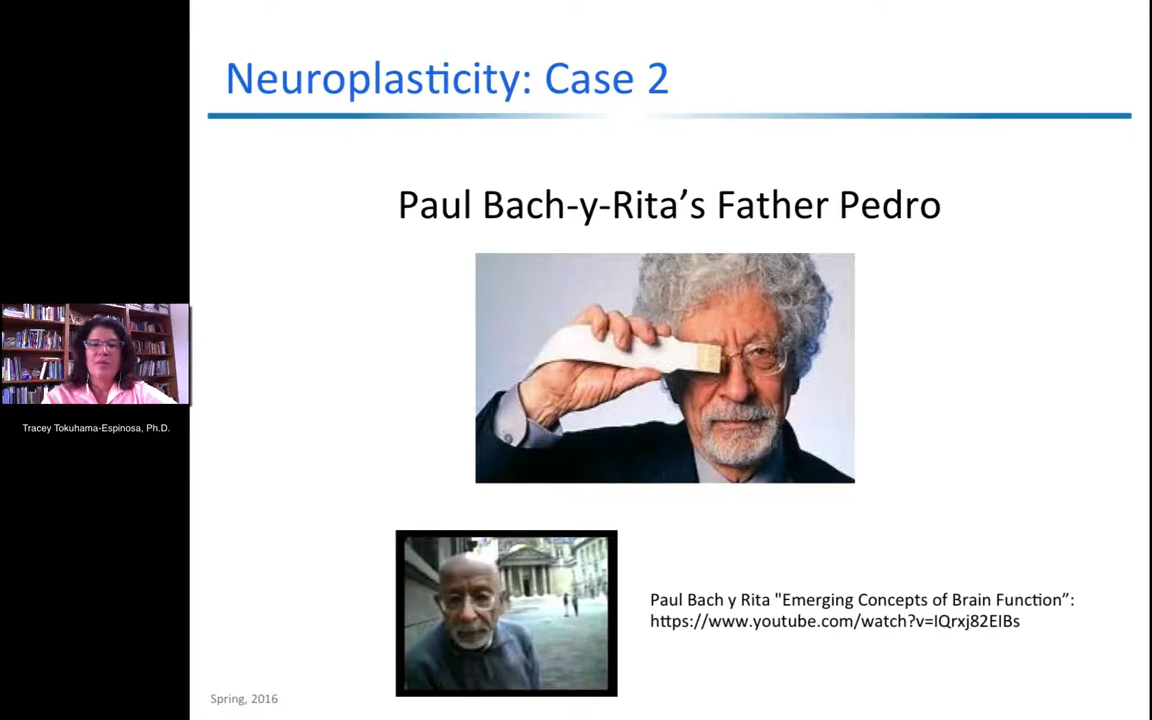 Neuroplasticity: Case 2
Paul Bach-y-Rita’s Father Pedro
Tracey Tokuhama-Espinosa, Ph.D.
Paul Bach y Rita "Emerging Concepts of Brain Function”:
https://www.youtube.com/watch?v=IQrxj82EIBs
Spring, 2016